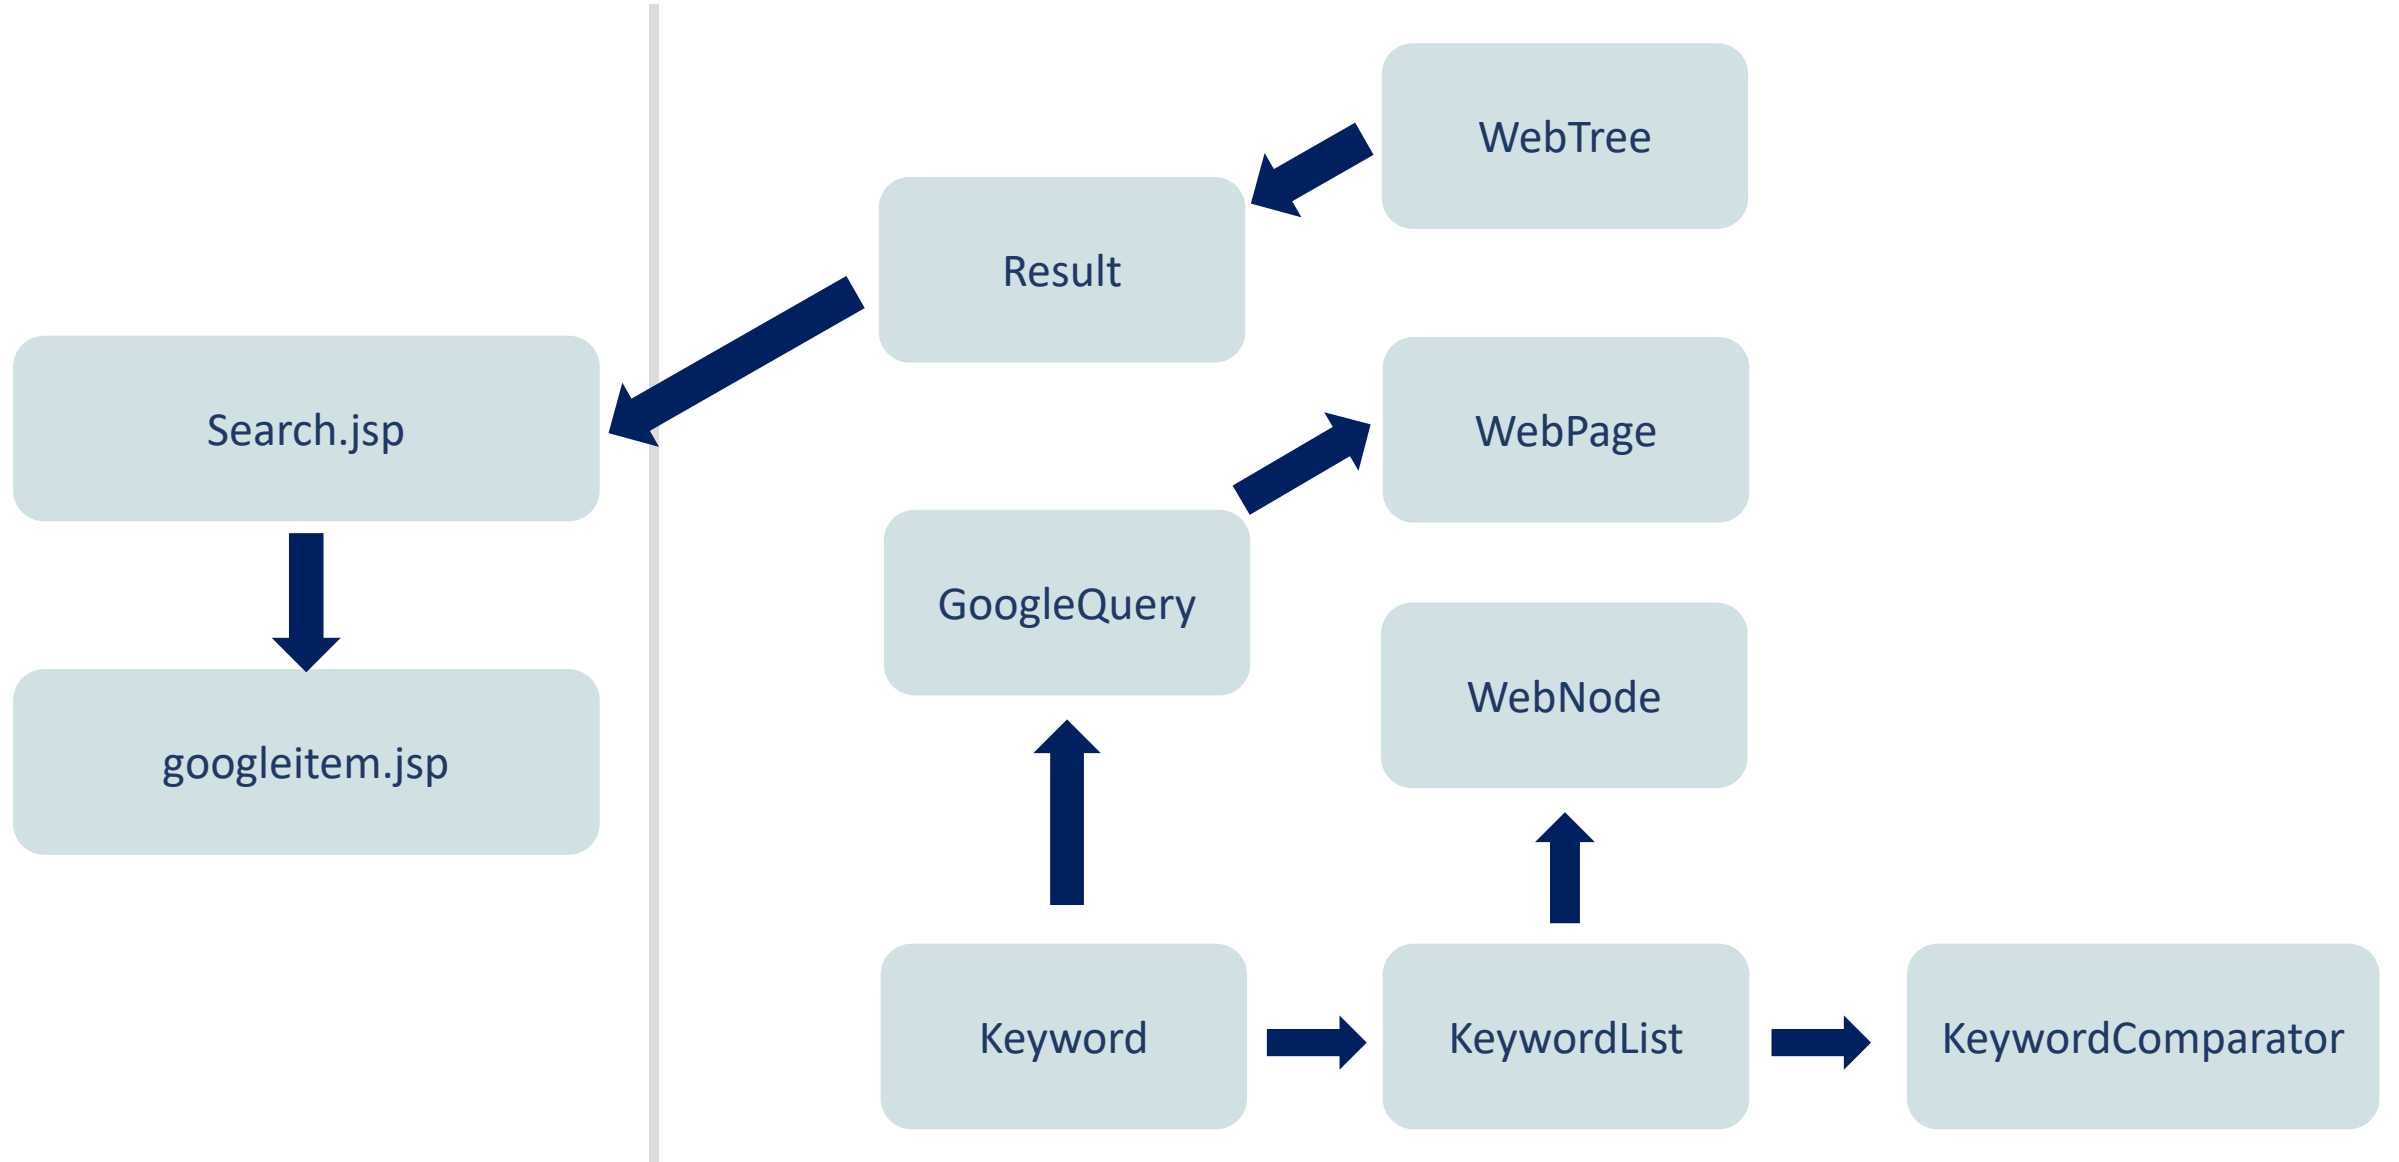 WebTree
Result
Search.jsp
WebPage
GoogleQuery
WebNode
googleitem.jsp
Keyword
KeywordList
KeywordComparator